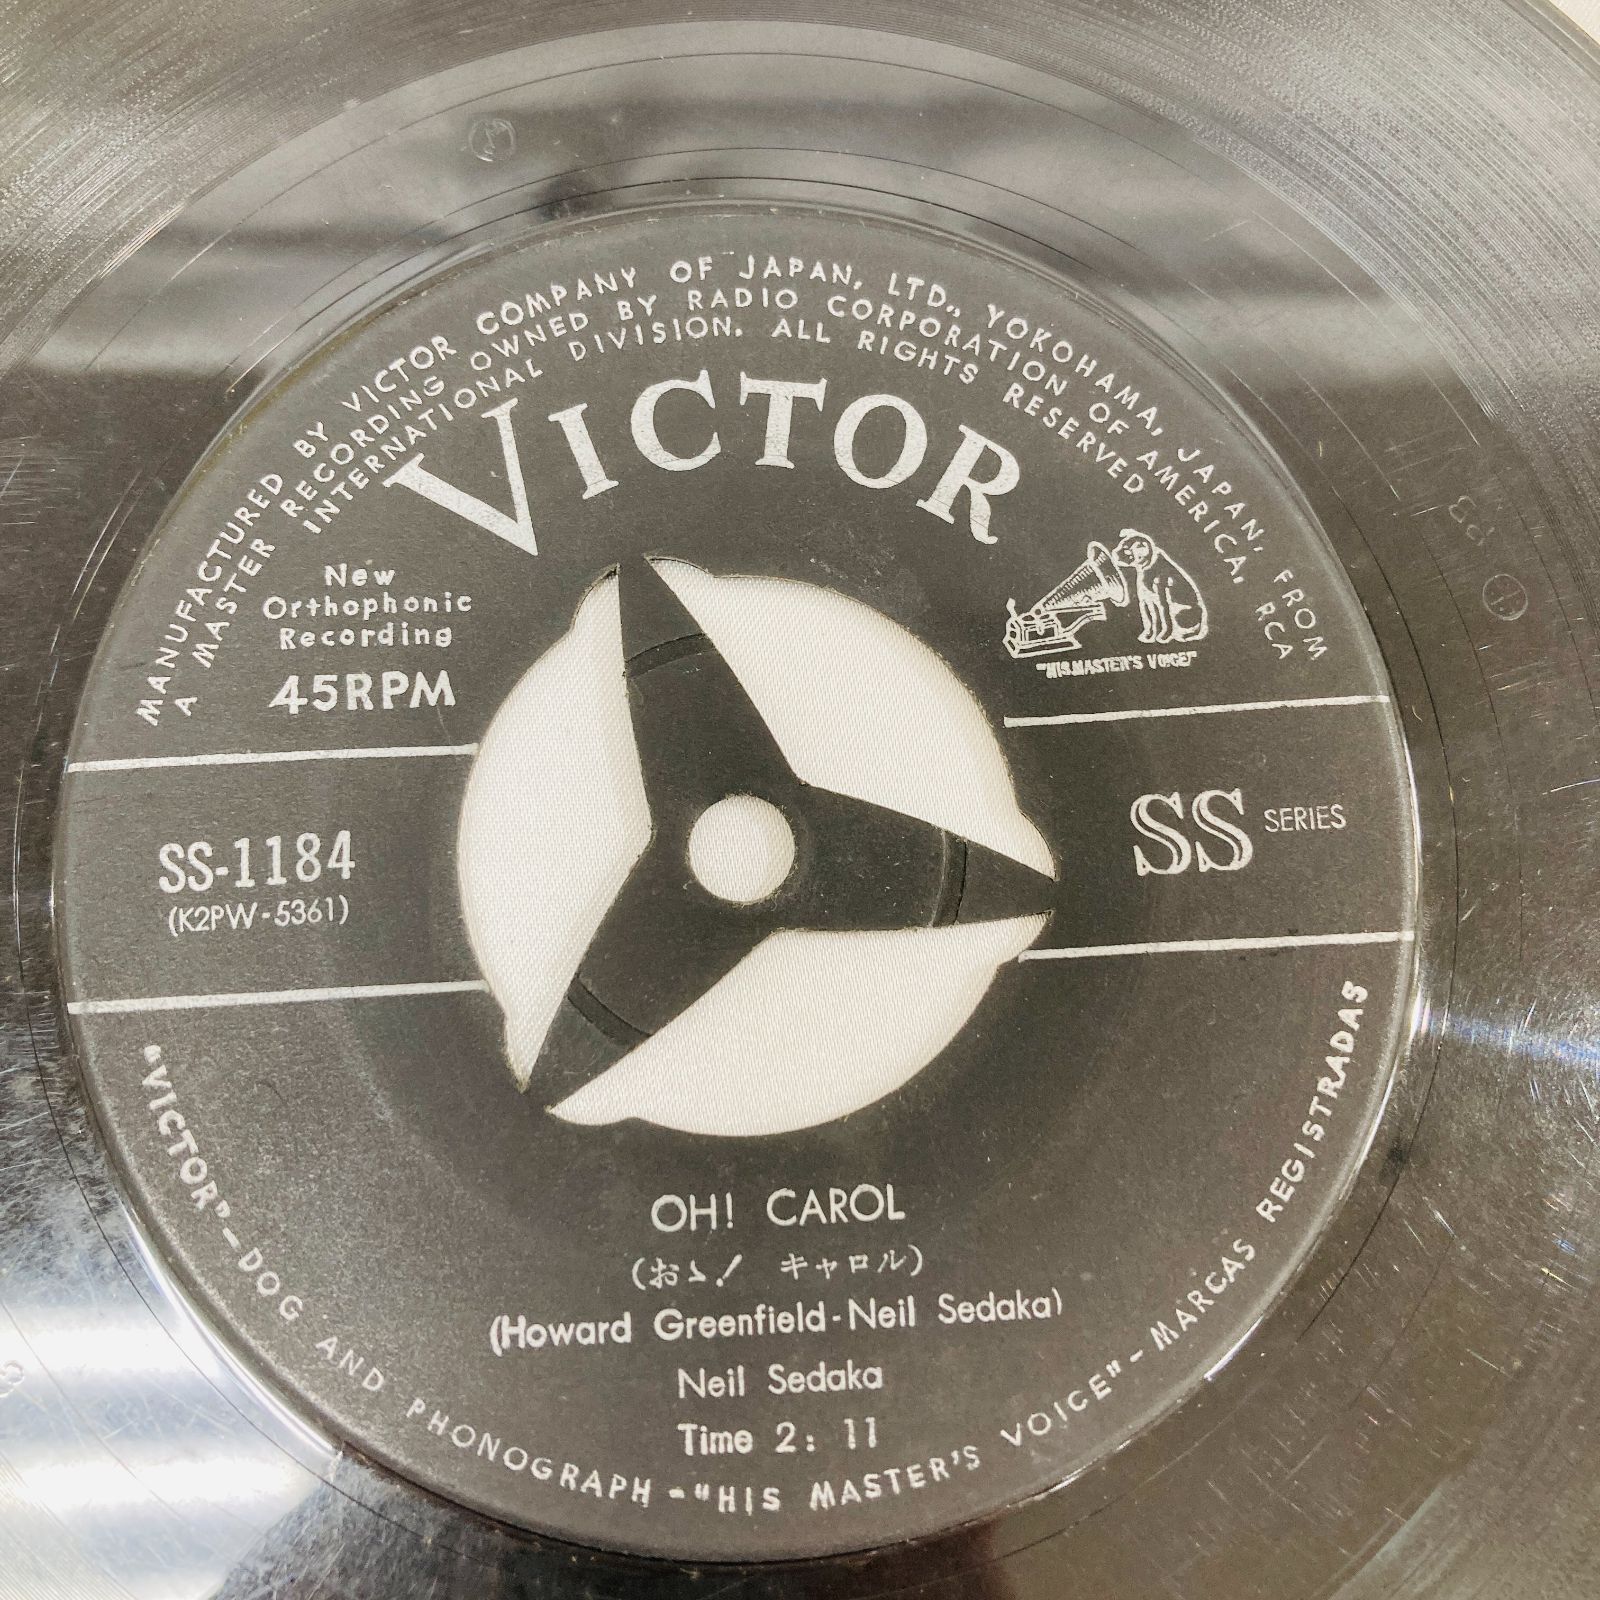 MANUFACTURED BY VICTOR COMPANY OF JAPAN, LTD., YOKOHAMA, JAPAN, FROM
A MASTER RECORDING OWNED BY RADIO CORPORATION OF AMERICA, RCA
INTERNATIONAL DIVISION. ALL RIGHTS RESERVED
VICTOR
New
Orthophonic
Recording
45RPM
"HIS MASTER'S VOICE"
SS-1184
(K2PW-5361)
SS SERIES
OH! CAROL
(おゝ! キャロル)
(Howard Greenfield-Neil Sedaka)
Neil Sedaka
Time 2: 11
"VICTOR"-DOG AND PHONOGRAPH-"HIS MASTER'S VOICE"-MARCAS REGISTRADAS